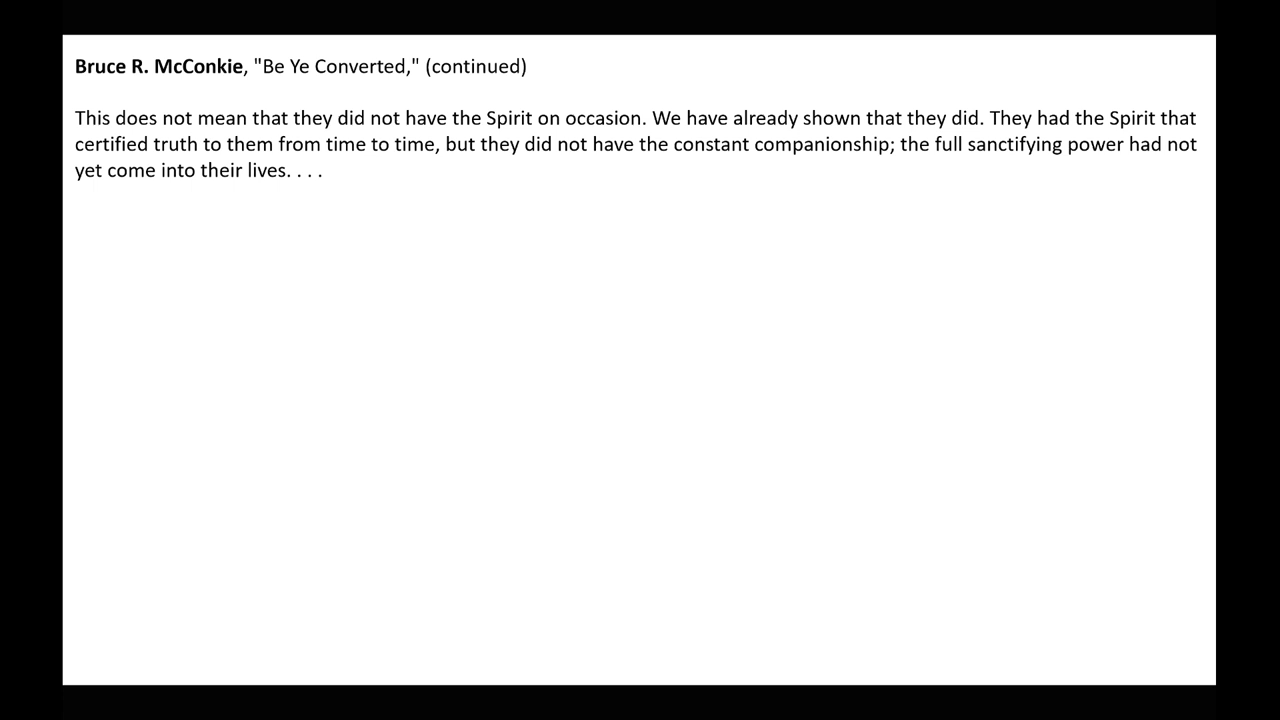 Bruce R. McConkie, "Be Ye Converted," (continued)
This does not mean that they did not have the Spirit on occasion. We have already shown that they did. They had the Spirit that
certified truth to them from time to time, but they did not have the constant companionship; the full sanctifying power had not
yet come into their lives. . . .